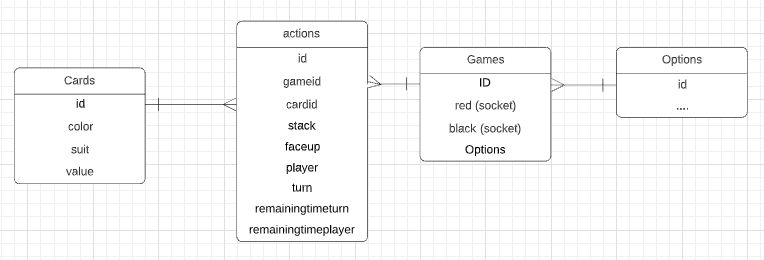 Cards
id
color
suit
value
actions
id
gameid
cardid
stack
faceup
player
turn
remainingtimeturn
remainingtimeplayer
Games
ID
red (socket)
black (socket)
Options
Options
id
....